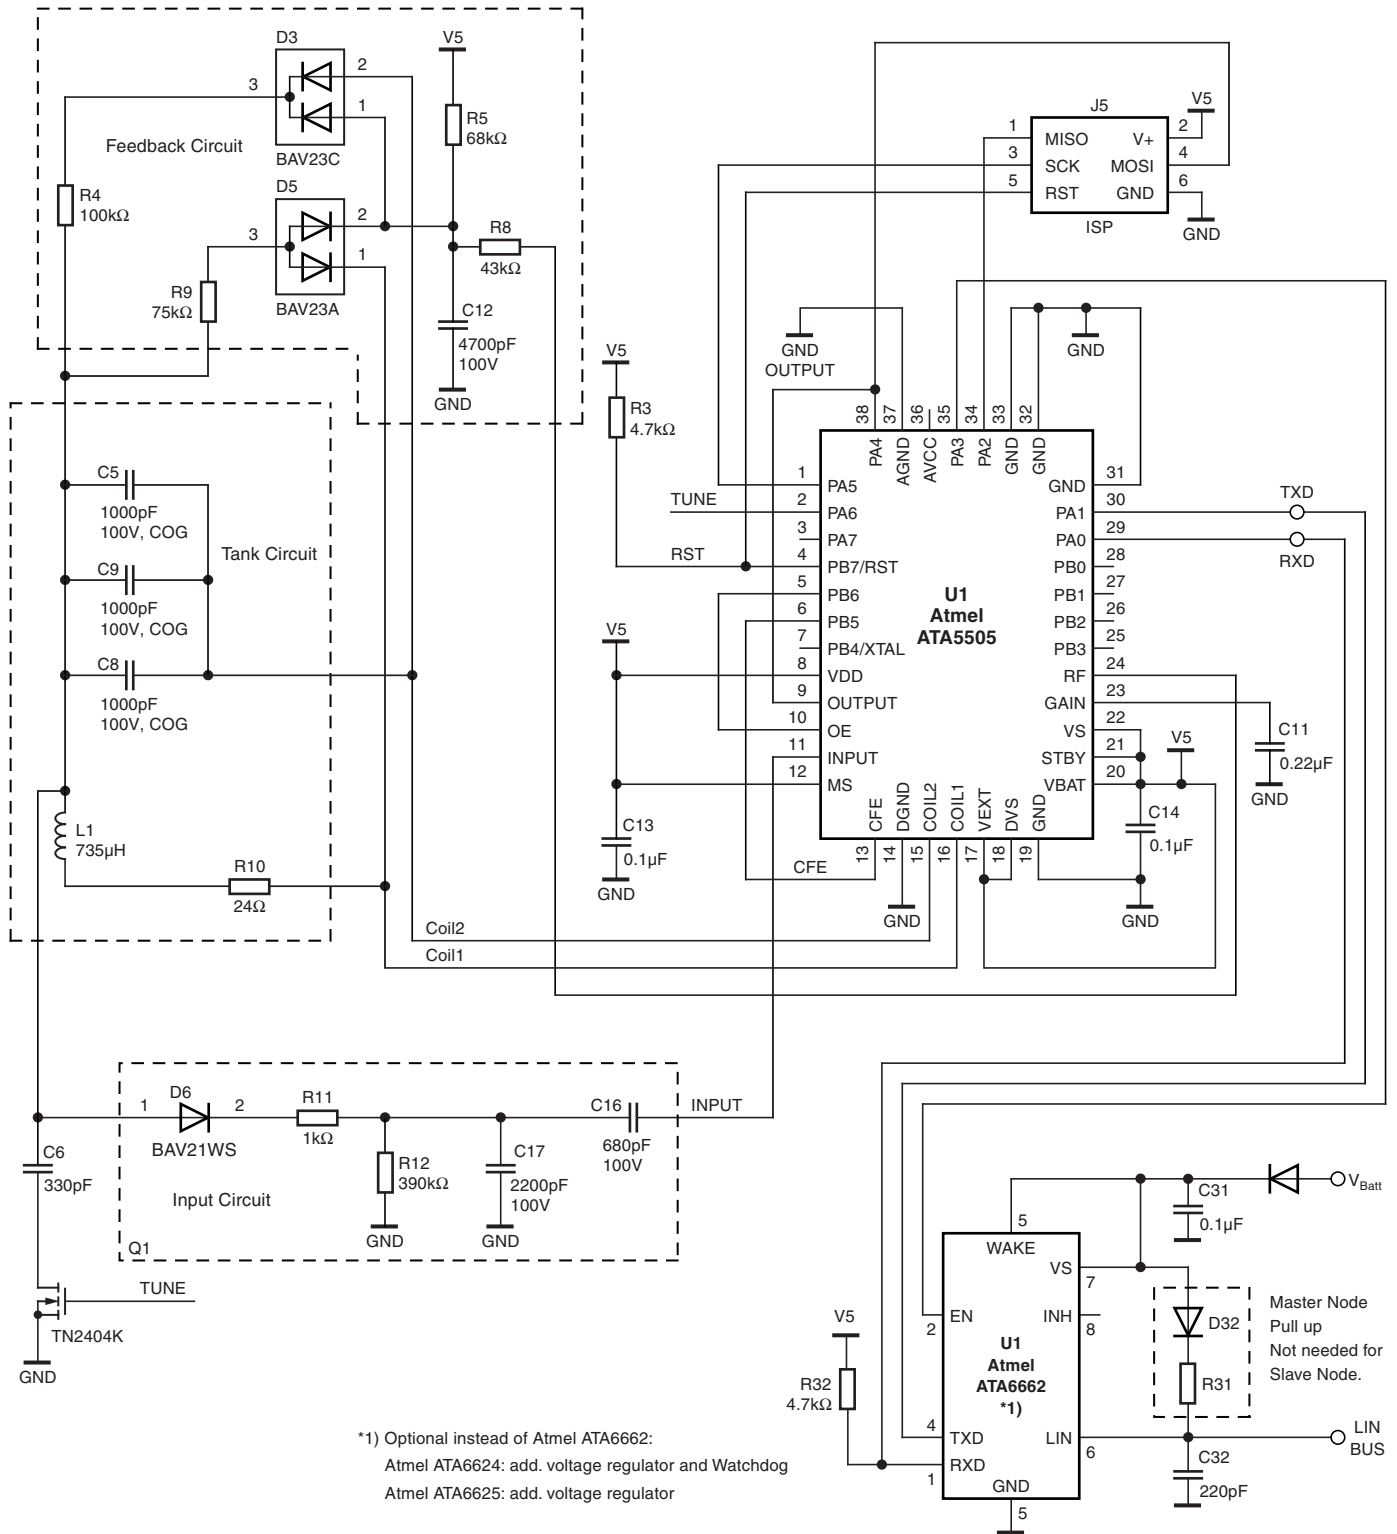 D3
3
2
1
BAV23C
Feedback Circuit
R4
100kΩ
D5
3
2
1
BAV23A
R9
75kΩ
V5
R5
68kΩ
R8
43kΩ
C12
4700pF
100V
GND
C5
1000pF
100V, COG
Tank Circuit
C9
1000pF
100V, COG
C8
1000pF
100V, COG
L1
735µH
R10
24Ω
Coil2
Coil1
V5
R3
4.7kΩ
TUNE
RST
V5
C13
0.1µF
GND
CFE
GND
OUTPUT
J5
V5
1
MISO
V+
2
3
SCK
MOSI
4
5
RST
GND
6
ISP
GND
GND
38
37
36
35
34
33
32
PA4
AGND
AVCC
PA3
PA2
GND
GND
1
PA5
2
PA6
3
PA7
4
PB7/RST
5
PB6
6
PB5
7
PB4/XTAL
8
VDD
9
OUTPUT
10
OE
11
INPUT
12
MS
U1
Atmel
ATA5505
GND
31
PA1
30
PA0
29
PB0
28
PB1
27
PB2
26
PB3
25
RF
24
GAIN
23
VS
22
STBY
21
VBAT
20
CFE
DGND
COIL2
COIL1
VEXT
DVS
GND
13
14
15
16
17
18
19
GND
TXD
RXD
V5
C11
0.22µF
GND
C14
0.1µF
GND
D6
1
2
BAV21WS
R11
1kΩ
R12
390kΩ
GND
C17
2200pF
100V
GND
C16
680pF
100V
INPUT
Input Circuit
Q1
C6
330pF
TUNE
TN2404K
GND
VBatt
C31
0.1µF
5
WAKE
VS
7
EN
2
INH
8
U1
Atmel
ATA6662
*1)
4
TXD
RXD
1
LIN
6
GND
5
V5
R32
4.7kΩ
D32
R31
Master Node
Pull up
Not needed for
Slave Node.
LIN
BUS
C32
220pF
*1) Optional instead of Atmel ATA6662:
Atmel ATA6624: add. voltage regulator and Watchdog
Atmel ATA6625: add. voltage regulator